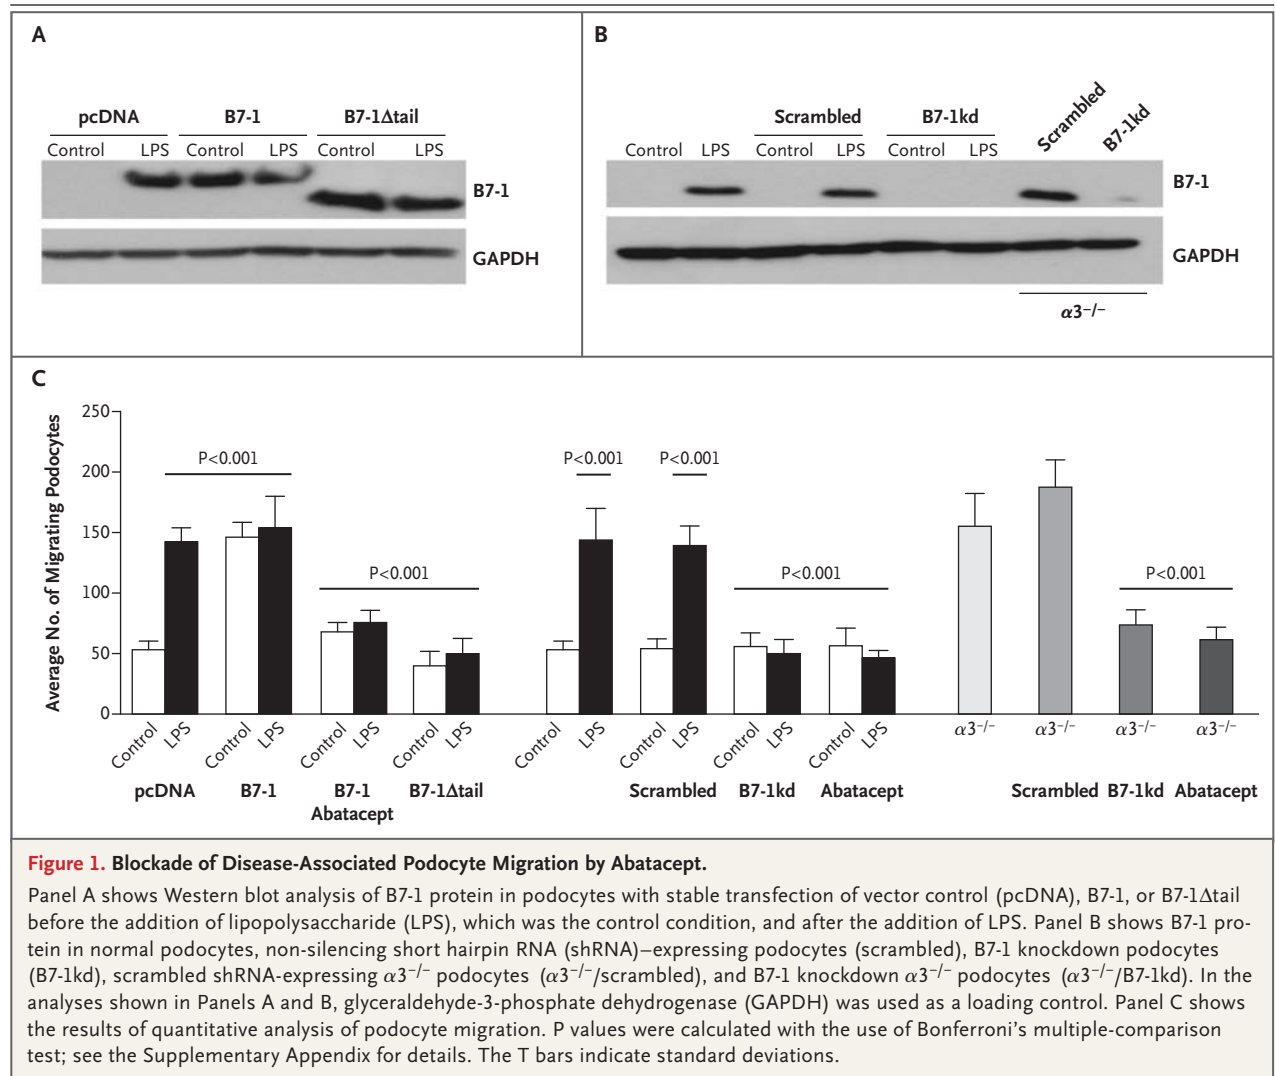 A
pcDNA B7-1 B7-1Δtail
Control LPS Control LPS Control LPS
B7-1
GAPDH
B
Scrambled B7-1kd Scrambled B7-1kd
Control LPS Control LPS Control LPS
B7-1
GAPDH
α3−/−
C
Average No. of Migrating Podocytes
250
200
150
100
50
0
P<0.001 P<0.001 P<0.001
P<0.001 P<0.001 P<0.001
Control LPS Control LPS Control LPS Control LPS Control LPS Control LPS Control LPS Control LPS α3−/− α3−/− α3−/− α3−/−
pcDNA B7-1 B7-1 B7-1Δtail Scrambled B7-1kd Abatacept Scrambled B7-1kd Abatacept
Abatacept
Figure 1. Blockade of Disease-Associated Podocyte Migration by Abatacept.
Panel A shows Western blot analysis of B7-1 protein in podocytes with stable transfection of vector control (pcDNA), B7-1, or B7-1Δtail
before the addition of lipopolysaccharide (LPS), which was the control condition, and after the addition of LPS. Panel B shows B7-1 pro-
tein in normal podocytes, non-silencing short hairpin RNA (shRNA)–expressing podocytes (scrambled), B7-1 knockdown podocytes
(B7-1kd), scrambled shRNA-expressing α3−/− podocytes (α3−/−/scrambled), and B7-1 knockdown α3−/− podocytes (α3−/−/B7-1kd). In the
analyses shown in Panels A and B, glyceraldehyde-3-phosphate dehydrogenase (GAPDH) was used as a loading control. Panel C shows
the results of quantitative analysis of podocyte migration. P values were calculated with the use of Bonferroni's multiple-comparison
test; see the Supplementary Appendix for details. The T bars indicate standard deviations.